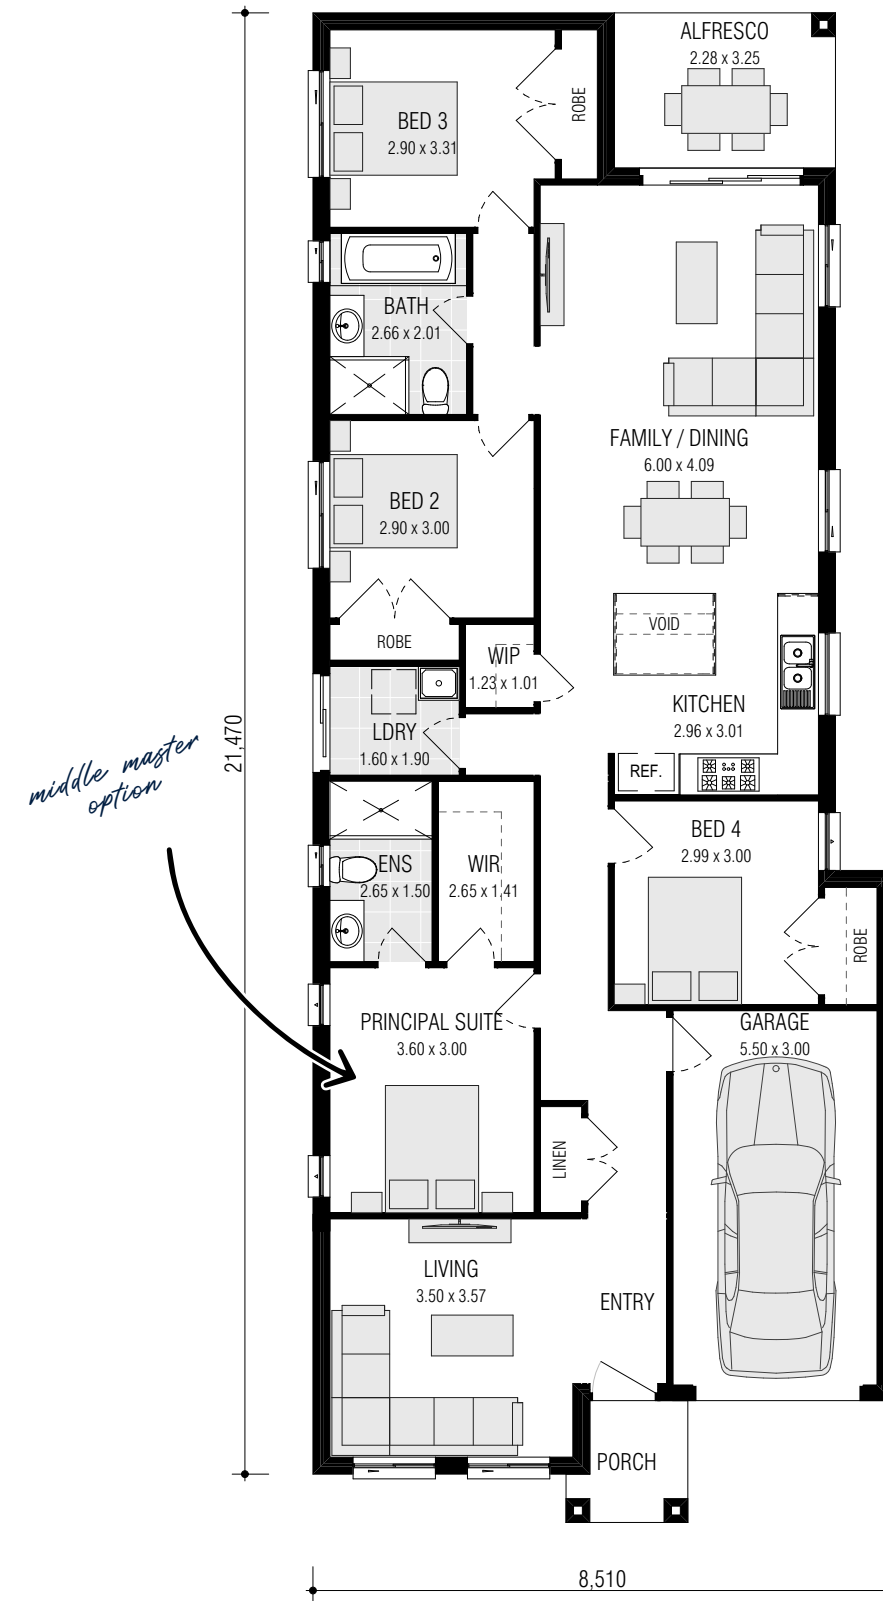 ALFRESCO
2.28 x 3.25
BED 3
2.90 x 3.31
ROBE
BATH
2.66 x 2.01
FAMILY / DINING
6.00 x 4.09
BED 2
2.90 x 3.00
ROBE
VOID
WIP
1.23 x 1.01
KITCHEN
2.96 x 3.01
LDRY
1.60 x 1.90
REF.
21,470
middle master
option
BED 4
2.99 x 3.00
ENS
2.65 x 1.50
WIR
2.65 x 1.41
ROBE
PRINCIPAL SUITE
3.60 x 3.00
GARAGE
5.50 x 3.00
LINEN
LIVING
3.50 x 3.57
ENTRY
PORCH
8,510